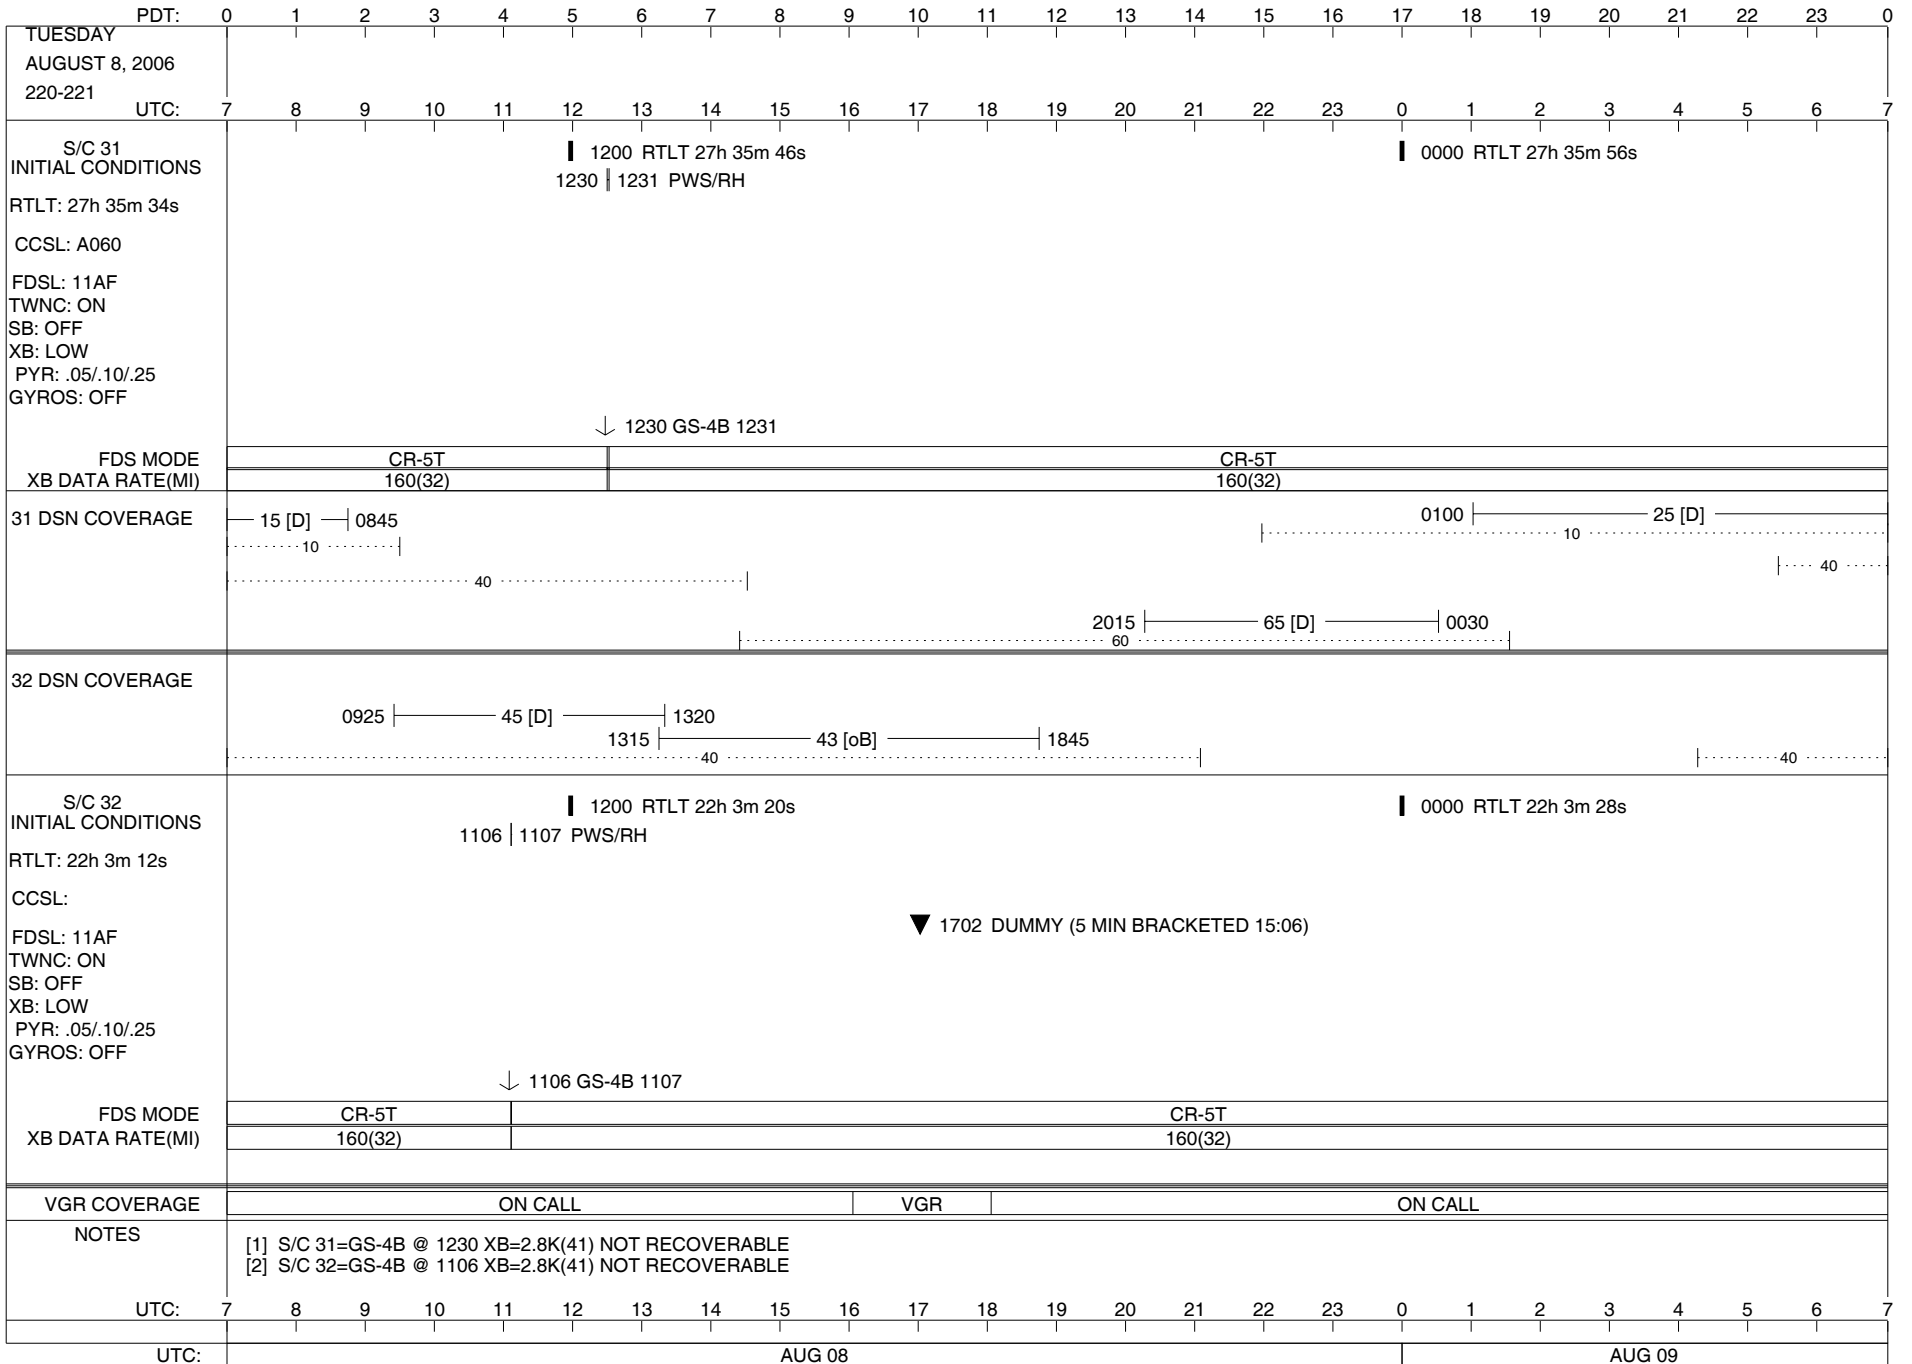 PDT: 0 1 2 3 4 5 6 7 8 9 10 11 12 13 14 15 16 17 18 19 20 21 22 23 0
TUESDAY
AUGUST 8, 2006
220-221
UTC: 7 8 9 10 11 12 13 14 15 16 17 18 19 20 21 22 23 0 1 2 3 4 5 6 7
S/C 31
INITIAL CONDITIONS
1200 RTLT 27h 35m 46s
0000 RTLT 27h 35m 56s
1230 1231 PWS/RH
RTLT: 27h 35m 34s
CCSL: A060
FDSL: 11AF
TWNC: ON
SB: OFF
XB: LOW
PYR: .05/.10/.25
GYROS: OFF
1230 GS-4B 1231
FDS MODE CR-5T CR-5T
XB DATA RATE(MI) 160(32) 160(32)
31 DSN COVERAGE 15 [D] 0845 0100 25 [D]
10 10
40 40
2015 65 [D] 0030
60
32 DSN COVERAGE
0925 45 [D] 1320
1315 43 [oB] 1845
40 40
S/C 32
INITIAL CONDITIONS
1200 RTLT 22h 3m 20s
0000 RTLT 22h 3m 28s
1106 1107 PWS/RH
RTLT: 22h 3m 12s
CCSL:
1702 DUMMY (5 MIN BRACKETED 15:06)
FDSL: 11AF
TWNC: ON
SB: OFF
XB: LOW
PYR: .05/.10/.25
GYROS: OFF
1106 GS-4B 1107
FDS MODE CR-5T CR-5T
XB DATA RATE(MI) 160(32) 160(32)
VGR COVERAGE ON CALL VGR ON CALL
NOTES
[1] S/C 31=GS-4B @ 1230 XB=2.8K(41) NOT RECOVERABLE
[2] S/C 32=GS-4B @ 1106 XB=2.8K(41) NOT RECOVERABLE
UTC: 7 8 9 10 11 12 13 14 15 16 17 18 19 20 21 22 23 0 1 2 3 4 5 6 7
UTC: AUG 08 AUG 09